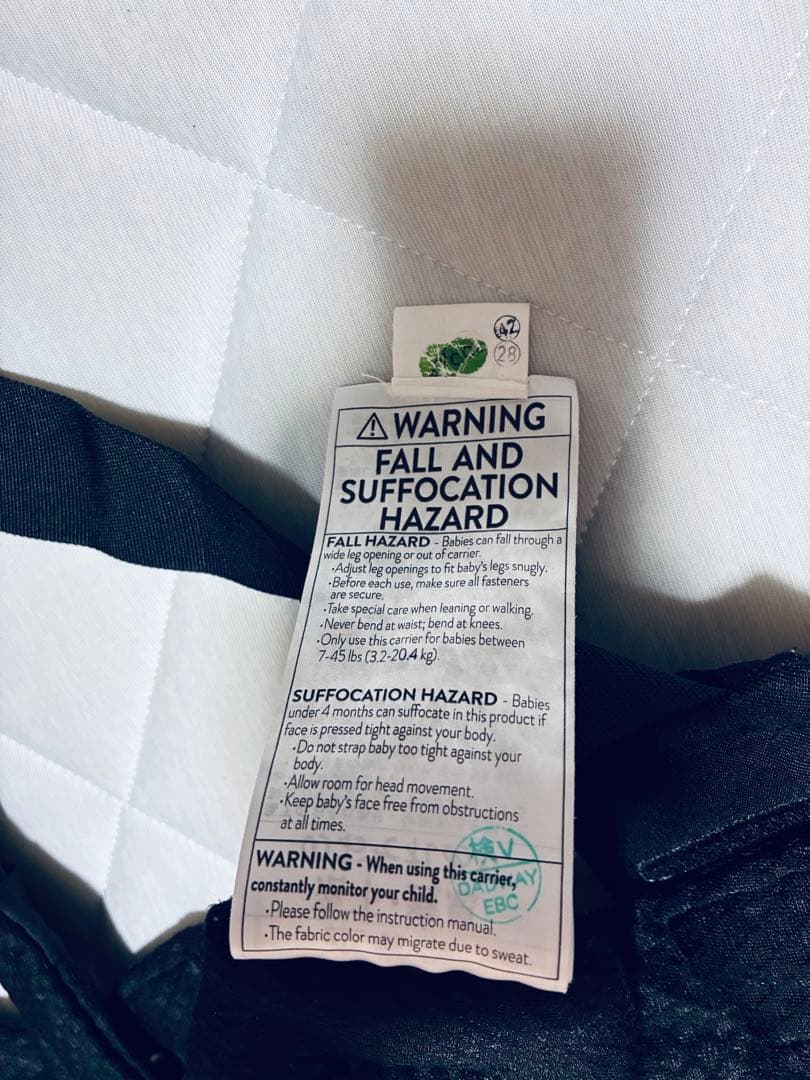 42
28
WARNING
FALL AND
SUFFOCATION
HAZARD
FALL HAZARD - Babies can fall through a
wide leg opening or out of carrier.
·Adjust leg openings to fit baby's legs snugly.
·Before each use, make sure all fasteners
are secure.
·Take special care when leaning or walking.
·Never bend at waist; bend at knees.
·Only use this carrier for babies between
7-45 lbs (3.2-20.4 kg).
SUFFOCATION HAZARD - Babies
under 4 months can suffocate in this product if
face is pressed tight against your body.
·Do not strap baby too tight against your
body.
·Allow room for head movement.
·Keep baby's face free from obstructions
at all times.
WARNING - When using this carrier,
constantly monitor your child.
·Please follow the instruction manual.
·The fabric color may migrate due to sweat.
検V
EBC